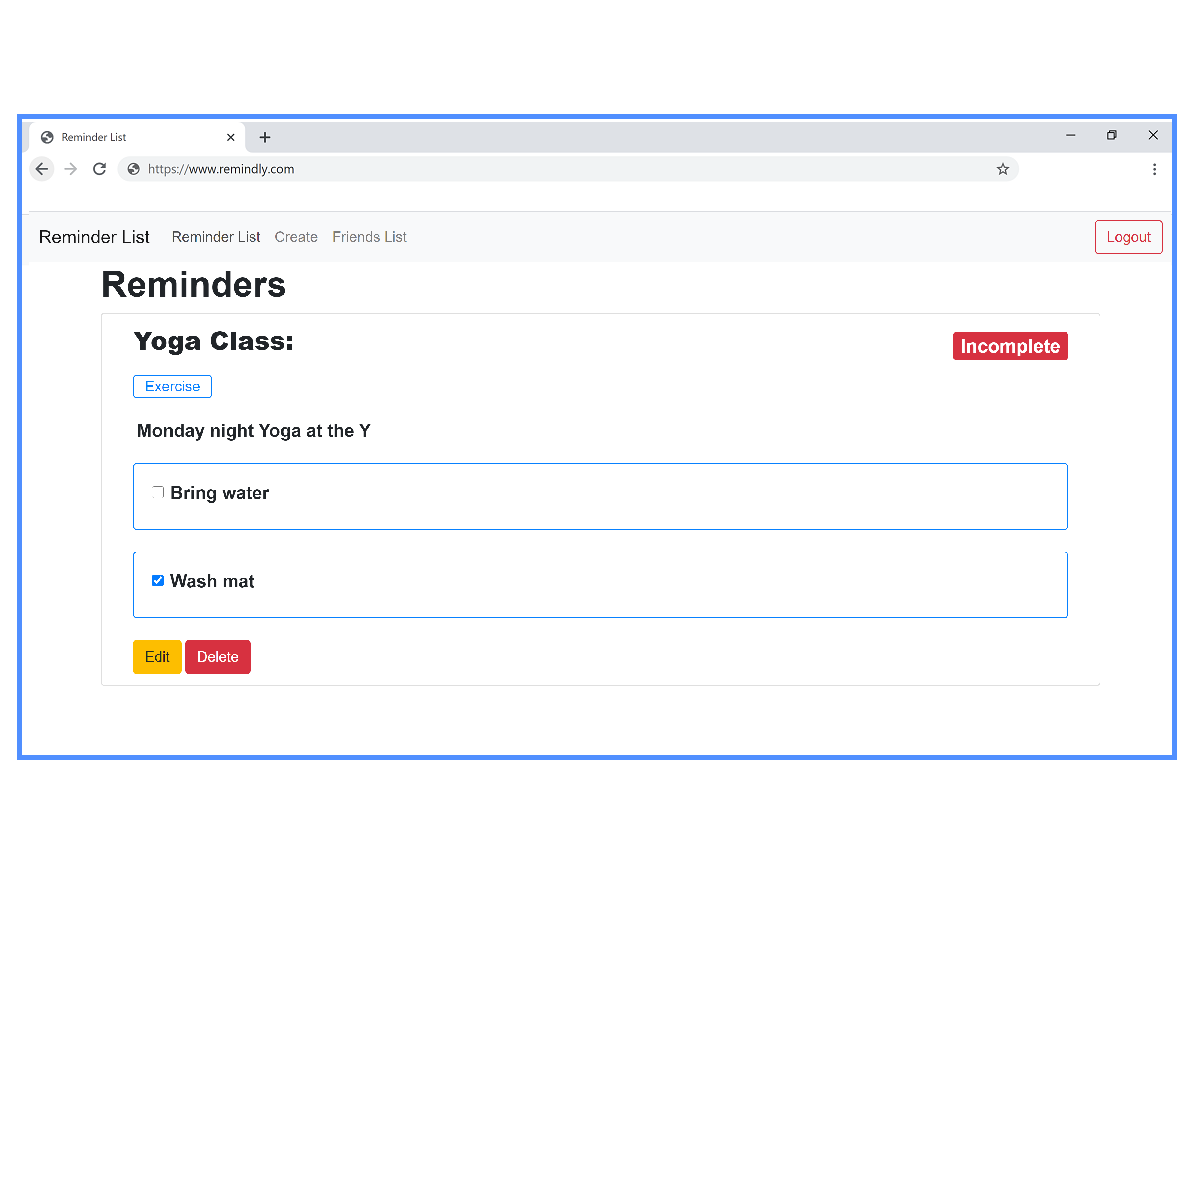 Reminder List
https://www.remindly.com
Reminder List Reminder List Create Friends List Logout
Reminders
Yoga Class: Incomplete
Exercise
Monday night Yoga at the Y
Bring water
Wash mat
Edit Delete